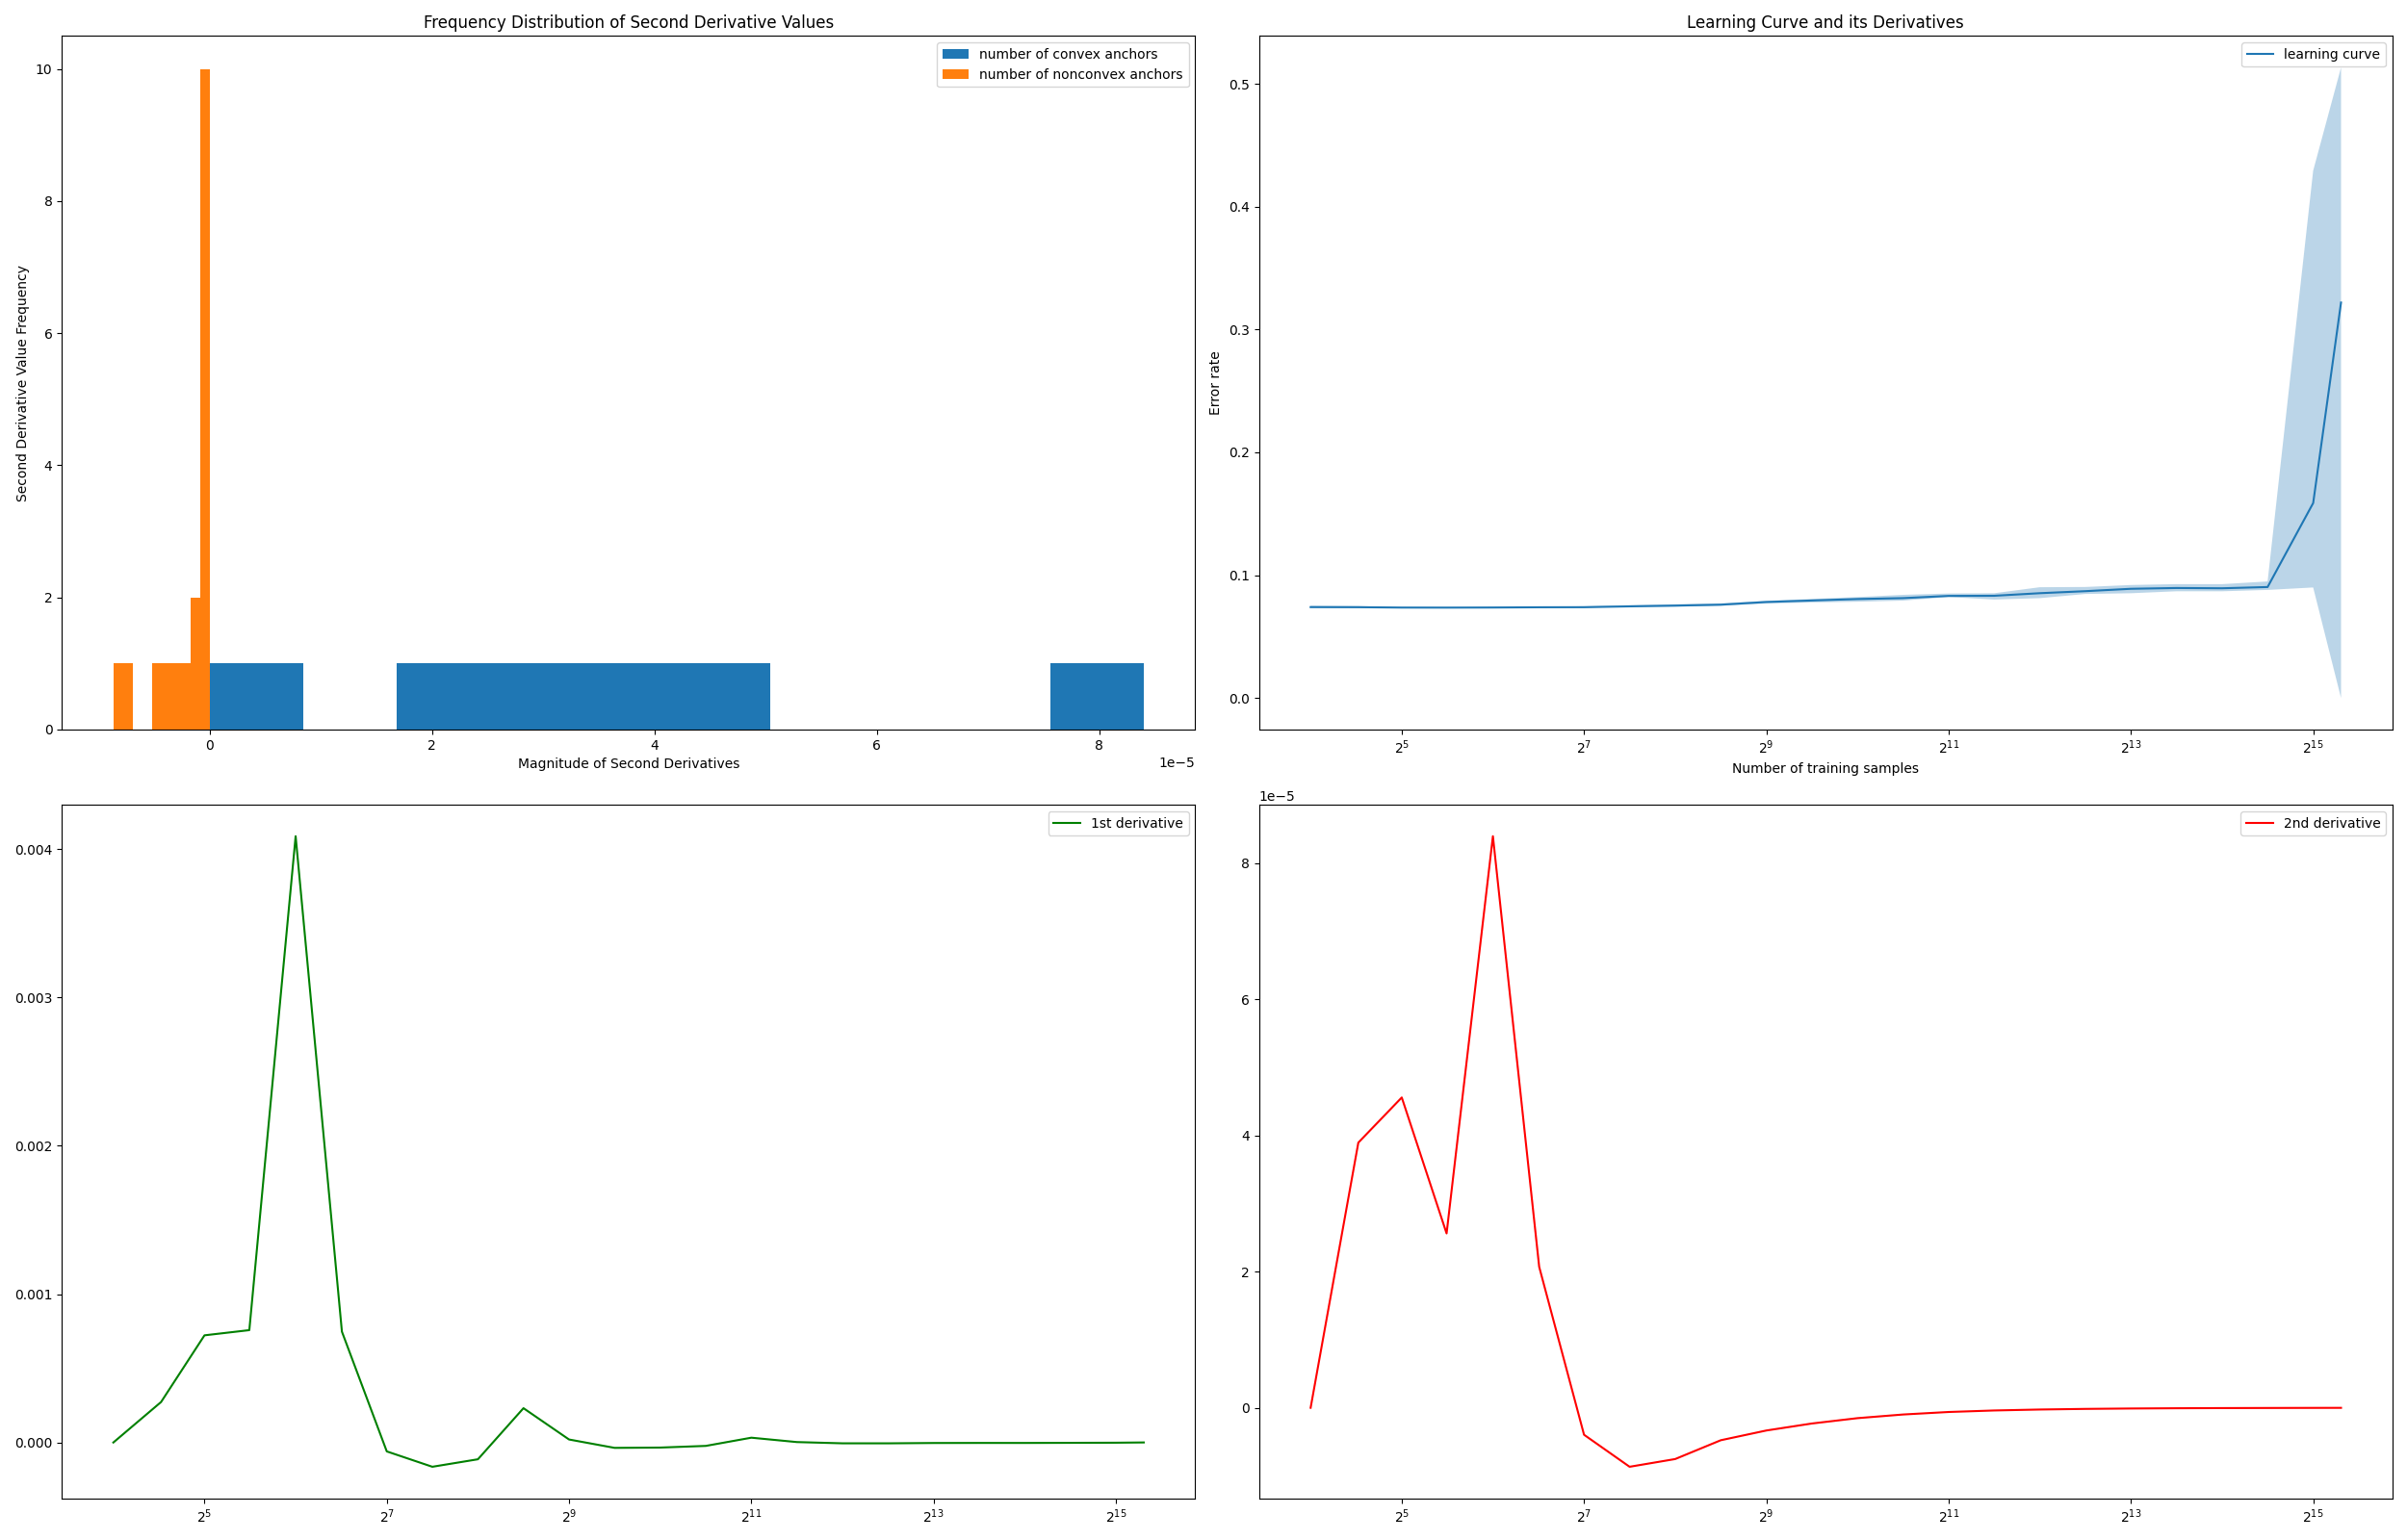 Frequency Distribution of Second Derivative Values
number of convex anchors
number of nonconvex anchors
Second Derivative Value Frequency
10
8
6
4
2
0
0 2 4 6 8
1e−5
Magnitude of Second Derivatives
Learning Curve and its Derivatives
learning curve
Error rate
0.5
0.4
0.3
0.2
0.1
0.0
2^5 2^7 2^9 2^11 2^13 2^15
Number of training samples
1st derivative
0.004
0.003
0.002
0.001
0.000
2^5 2^7 2^9 2^11 2^13 2^15
1e−5
2nd derivative
8
6
4
2
0
2^5 2^7 2^9 2^11 2^13 2^15